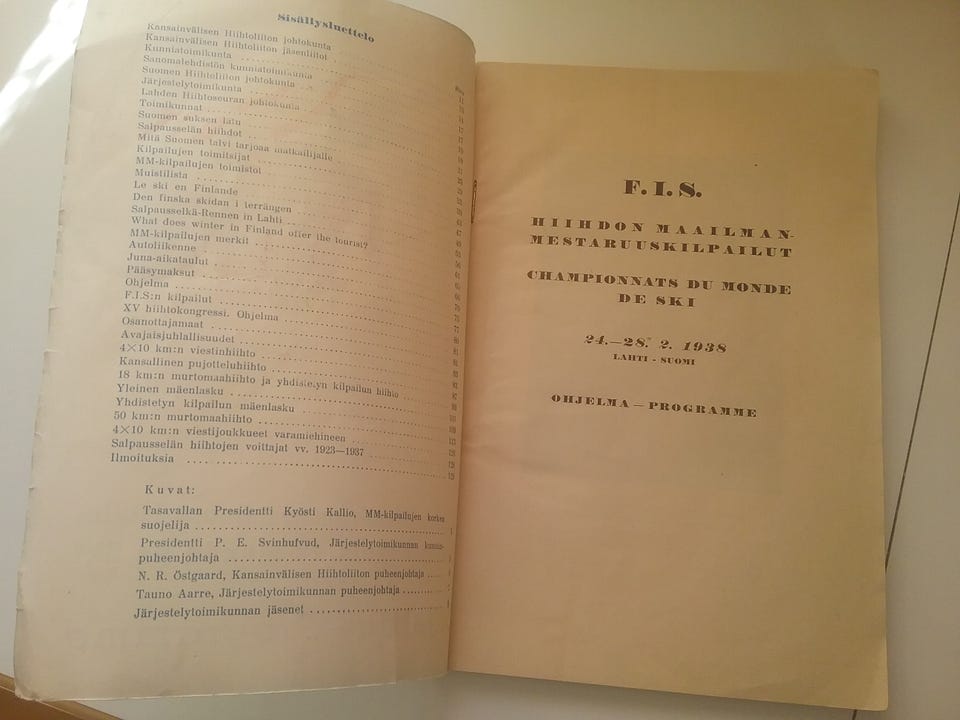 Sisällysluettelo
Kansainvälisen Hiihtoliiton johtokunta
Kansainvälisen Hiihtoliiton jäsenliitot
Kunniatoimikunta
Sanomalehdistön kunniatoimikunta
Suomen Hiihtoliiton johtokunta
Järjestelytoimikunta
Lahden Hiihtoseuran johtokunta
Toimikunnat
Suomen suksen latu
Salpausselän hiihdot
Mitä Suomen talvi tarjoaa matkailijalle
Kilpailujen toimitsijat
MM-kilpailujen toimistot
Muistilista
Le ski en Finlande
Den finska skidan i terrängen
Salpausselkä-Rennen in Lahti
What does winter in Finland offer the tourist?
MM-kilpailujen merkit
Autoliikenne
Juna-aikataulut
Pääsymaksut
Ohjelma
F.I.S:n kilpailut
XV hiihtokongressi. Ohjelma
Osanottajamaat
Avajaisjuhlallisuudet
4×10 km:n viestinhiihto
Kansallinen pujotteluhiihto
18 km:n murtomaahiihto ja yhdistetyn kilpailun hiihto
Yleinen mäenlasku
Yhdistetyn kilpailun mäenlasku
50 km:n murtomaahiihto
4×10 km:n viestijoukkueet varamiehineen
Salpausselän hiihtojen voittajat vv. 1923—1937
Ilmoituksia
Kuvat:
Tasavallan Presidentti Kyösti Kallio, MM-kilpailujen korkea
suojelija
Presidentti P. E. Svinhufvud, Järjestelytoimikunnan kunnia-
puheenjohtaja
N. R. Östgaard, Kansainvälisen Hiihtoliiton puheenjohtaja
Tauno Aarre, Järjestelytoimikunnan puheenjohtaja
Järjestelytoimikunnan jäsenet
F. I. S.
HIIHDON MAAILMAN-
MESTARUUSKILPAILUT
CHAMPIONNATS DU MONDE
DE SKI
24.—28. 2. 1938
LAHTI - SUOMI
OHJELMA — PROGRAMME